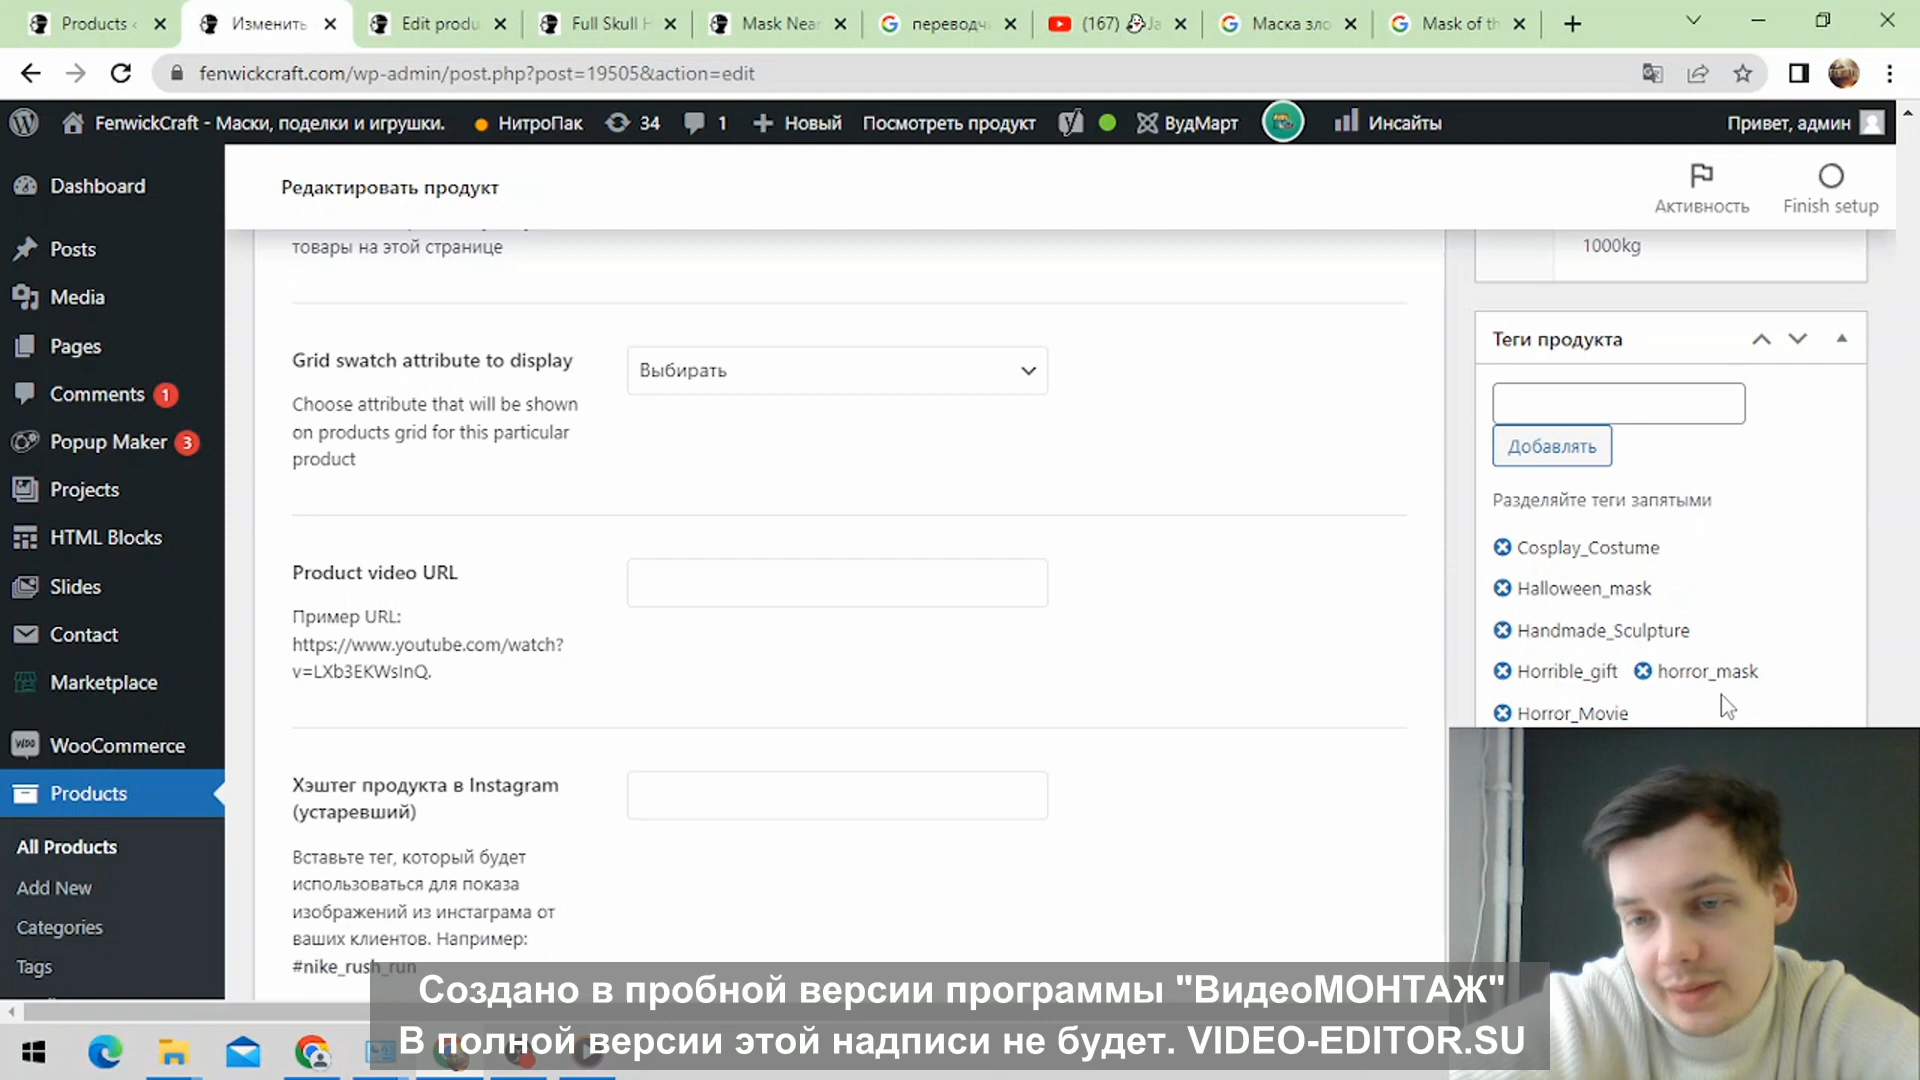 Products
Изменить
Edit produ
Full Skull H
Mask Near
переводч
(167)
Маска зло
Mask of th
fenwickcraft.com/wp-admin/post.php?post=19505&action=edit
FenwickCraft - Маски, поделки и игрушки.
НитроПак
34
1
Новый
Посмотреть продукт
ВудМарт
Инсайты
Привет, админ
Dashboard
Posts
Media
Pages
Comments 1
Popup Maker 3
Projects
HTML Blocks
Slides
Contact
Marketplace
WooCommerce
Products
All Products
Add New
Categories
Tags
Редактировать продукт
Активность
Finish setup
товары на этой странице
Grid swatch attribute to display
Выбирать
Choose attribute that will be shown
on products grid for this particular
product
Product video URL
Пример URL:
https://www.youtube.com/watch?
v=LXb3EKWsInQ.
Хэштег продукта в Instagram
(устаревший)
Вставьте тег, который будет
использоваться для показа
изображений из инстаграма от
ваших клиентов. Например:
#nike_rush_run
1000kg
Теги продукта
Добавлять
Разделяйте теги запятыми
Cosplay_Costume
Halloween_mask
Handmade_Sculpture
Horrible_gift horror_mask
Horror_Movie
Создано в пробной версии программы "ВидеоМОНТАЖ"
В полной версии этой надписи не будет. VIDEO-EDITOR.SU